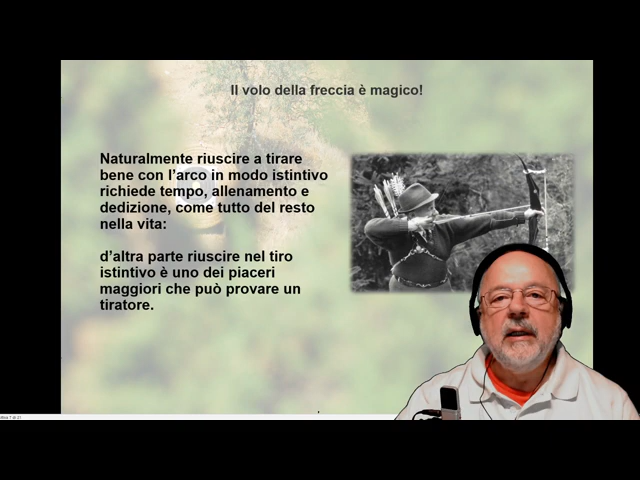 Il volo della freccia è magico!
Naturalmente riuscire a tirare
bene con l'arco in modo istintivo
richiede tempo, allenamento e
dedizione, come tutto del resto
nella vita:
d'altra parte riuscire nel tiro
istintivo è uno dei piaceri
maggiori che può provare un
tiratore.